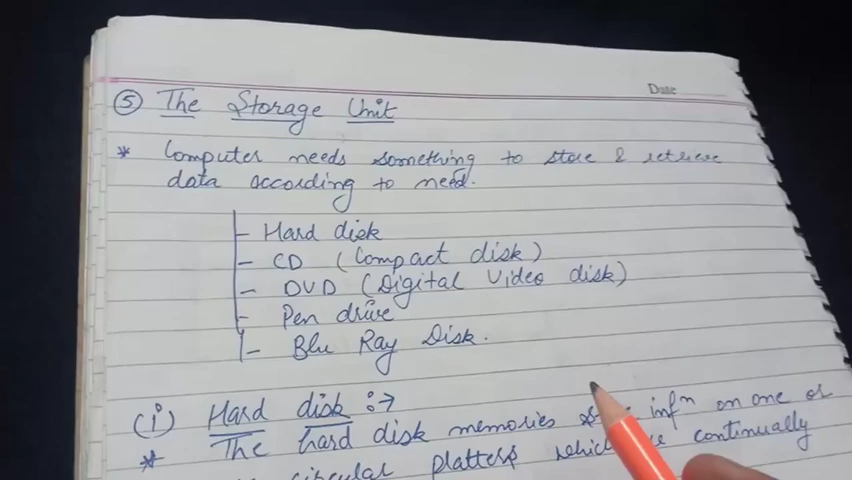 Date
⑤ The Storage Unit
* Computer needs something to store & retrieve
data according to need.
- Hard disk
- CD (Compact disk)
- DVD (Digital Video disk)
- Pen drive
- Blu Ray Disk.
(i) Hard disk :→
* The hard disk memories infⁿ on one or
circular platters which continually